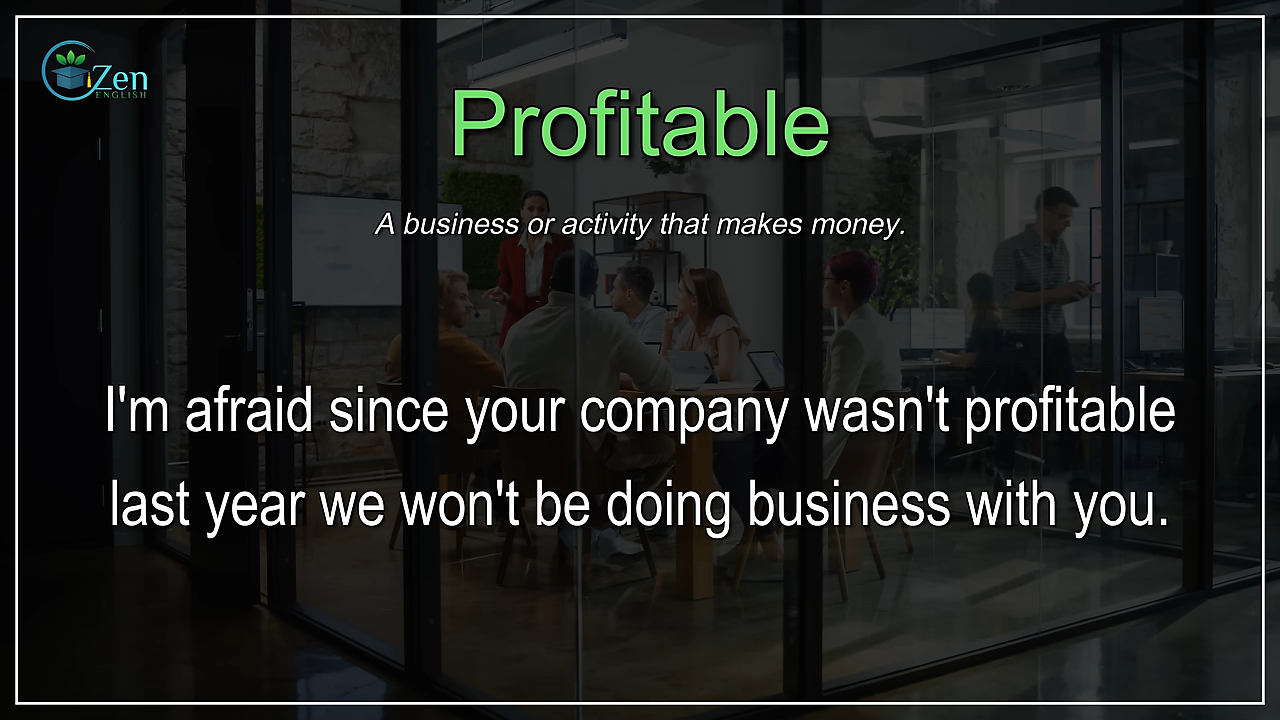 Zen
ENGLISH
Profitable
A business or activity that makes money.
I'm afraid since your company wasn't profitable
last year we won't be doing business with you.